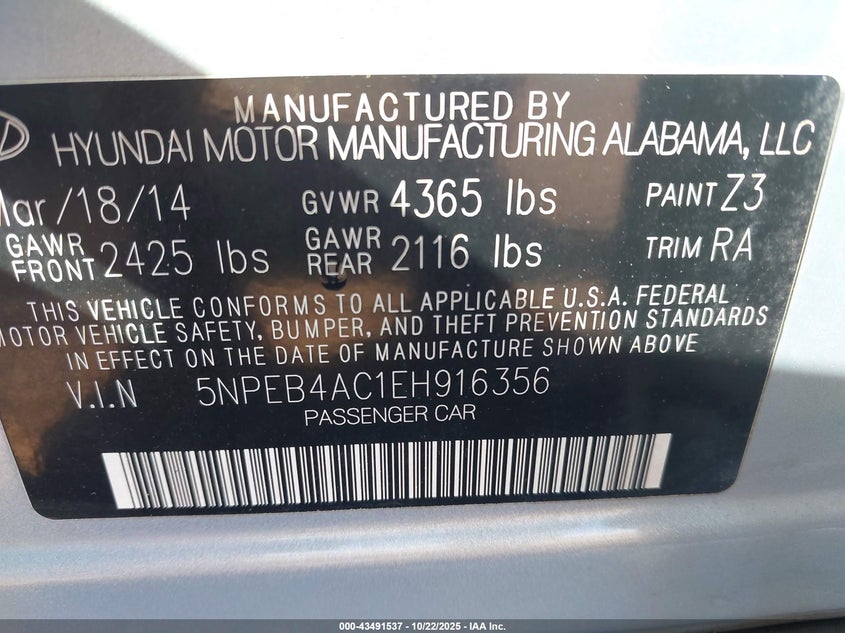 MANUFACTURED BY
HYUNDAI MOTOR MANUFACTURING ALABAMA, LLC
Mar/18/14 GVWR 4365 lbs PAINT Z3
GAWR FRONT 2425 lbs GAWR REAR 2116 lbs TRIM RA
THIS VEHICLE CONFORMS TO ALL APPLICABLE U.S.A. FEDERAL
MOTOR VEHICLE SAFETY, BUMPER, AND THEFT PREVENTION STANDARDS
IN EFFECT ON THE DATE OF MANUFACTURE SHOWN ABOVE
V.I.N 5NPEB4AC1EH916356
PASSENGER CAR
000-43491537 - 10/22/2025 - IAA Inc.